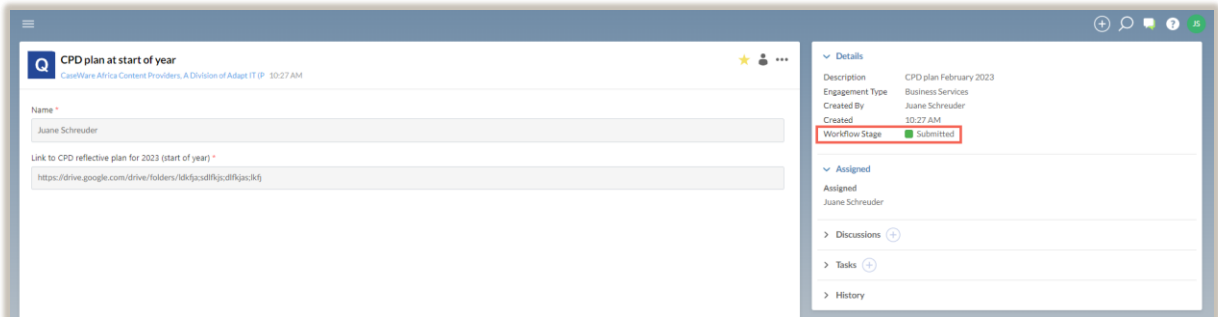 JS
Q
CPD plan at start of year
CaseWare Africa Content Providers, A Division of Adapt IT (P 10:27 AM
Name *
Juane Schreuder
Link to CPD reflective plan for 2023 (start of year) *
https://drive.google.com/drive/folders/ldkfja;sdlfkjs;dlfkjas;lkfj
Details
Description CPD plan February 2023
Engagement Type Business Services
Created By Juane Schreuder
Created 10:27 AM
Workflow Stage Submitted
Assigned
Assigned
Juane Schreuder
Discussions
Tasks
History